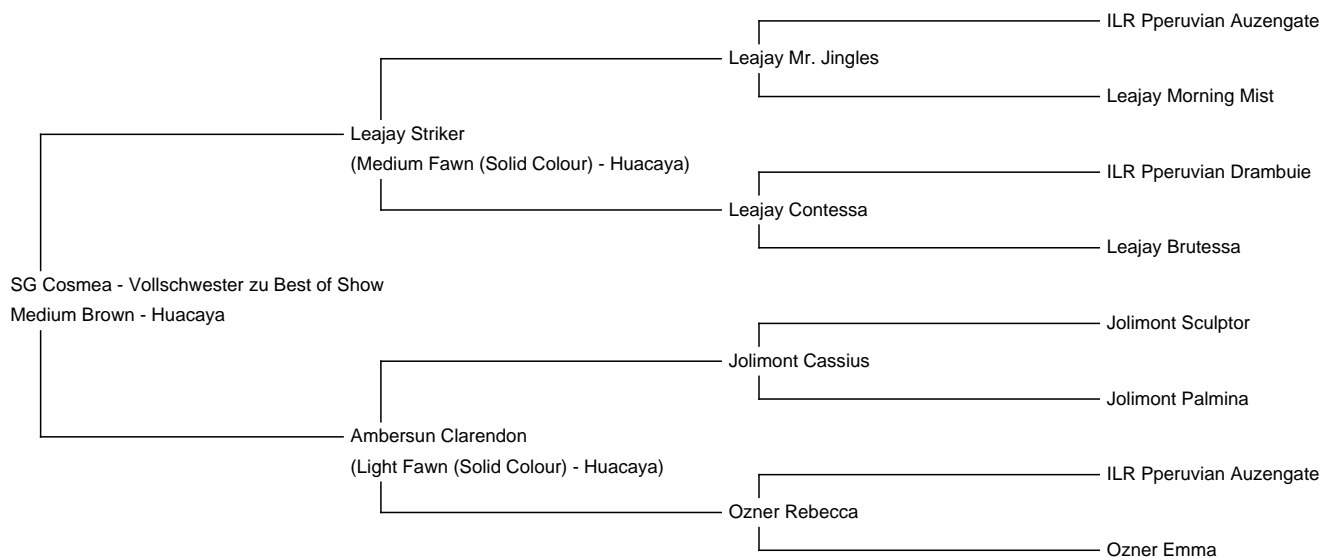 ILR Pperuvian Auzengate
Leajay Mr. Jingles
Leajay Morning Mist
Leajay Striker
(Medium Fawn (Solid Colour) - Huacaya)
ILR Pperuvian Drambuie
Leajay Contessa
Leajay Brutessa
SG Cosmea - Vollschwester zu Best of Show
Medium Brown - Huacaya
Jolimont Sculptor
Jolimont Cassius
Jolimont Palmina
Ambersun Clarendon
(Light Fawn (Solid Colour) - Huacaya)
ILR Pperuvian Auzengate
Ozner Rebecca
Ozner Emma